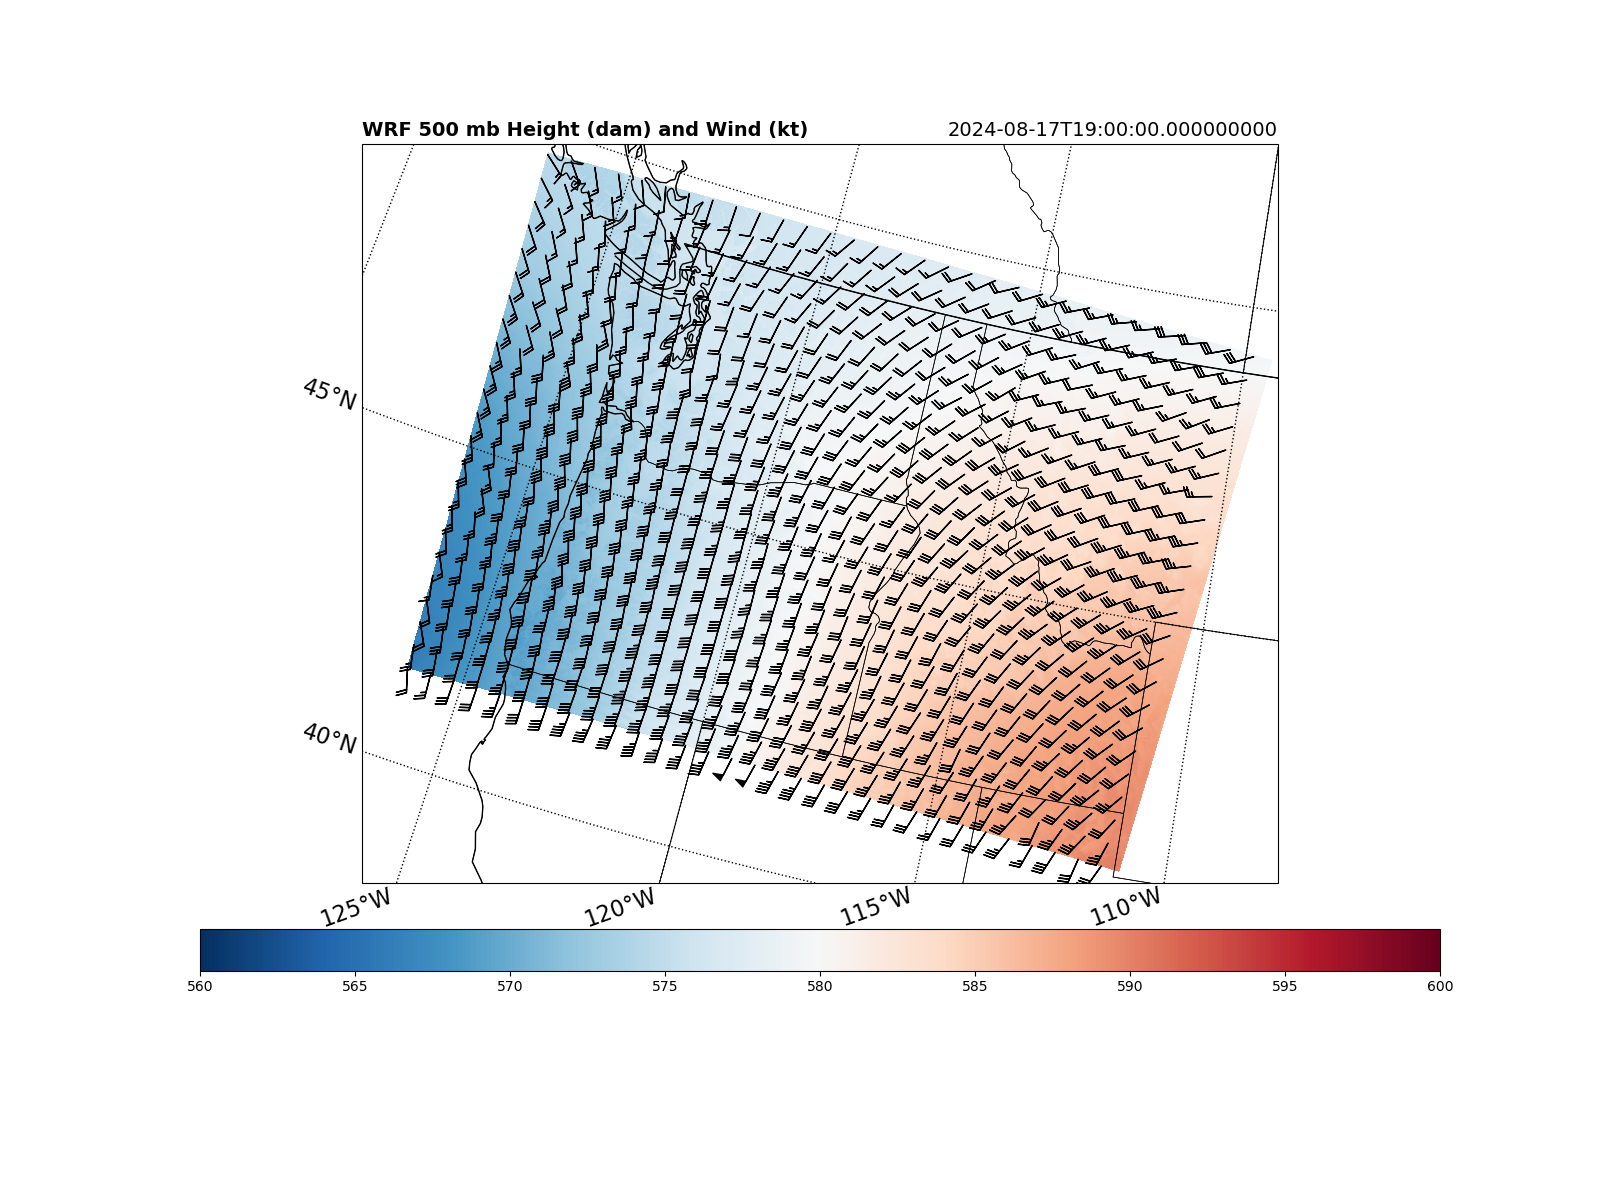 WRF 500 mb Height (dam) and Wind (kt) 2024-08-17T19:00:00.000000000
45°N
40°N
125°W 120°W 115°W 110°W
560 565 570 575 580 585 590 595 600